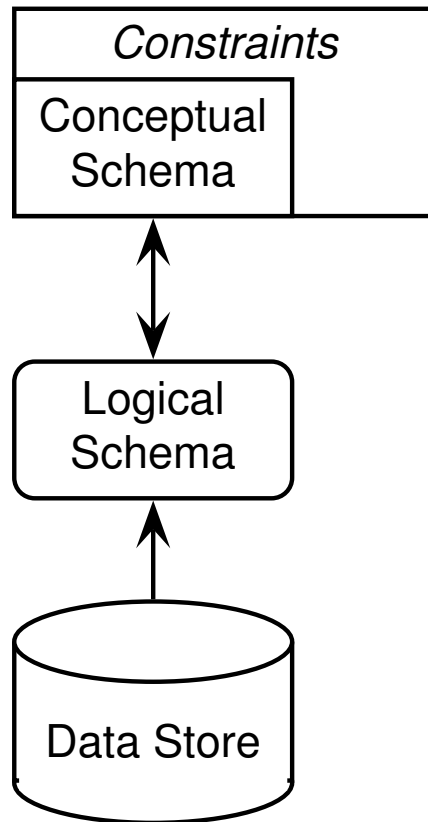 Constraints
Conceptual
Schema
Logical
Schema
Data Store